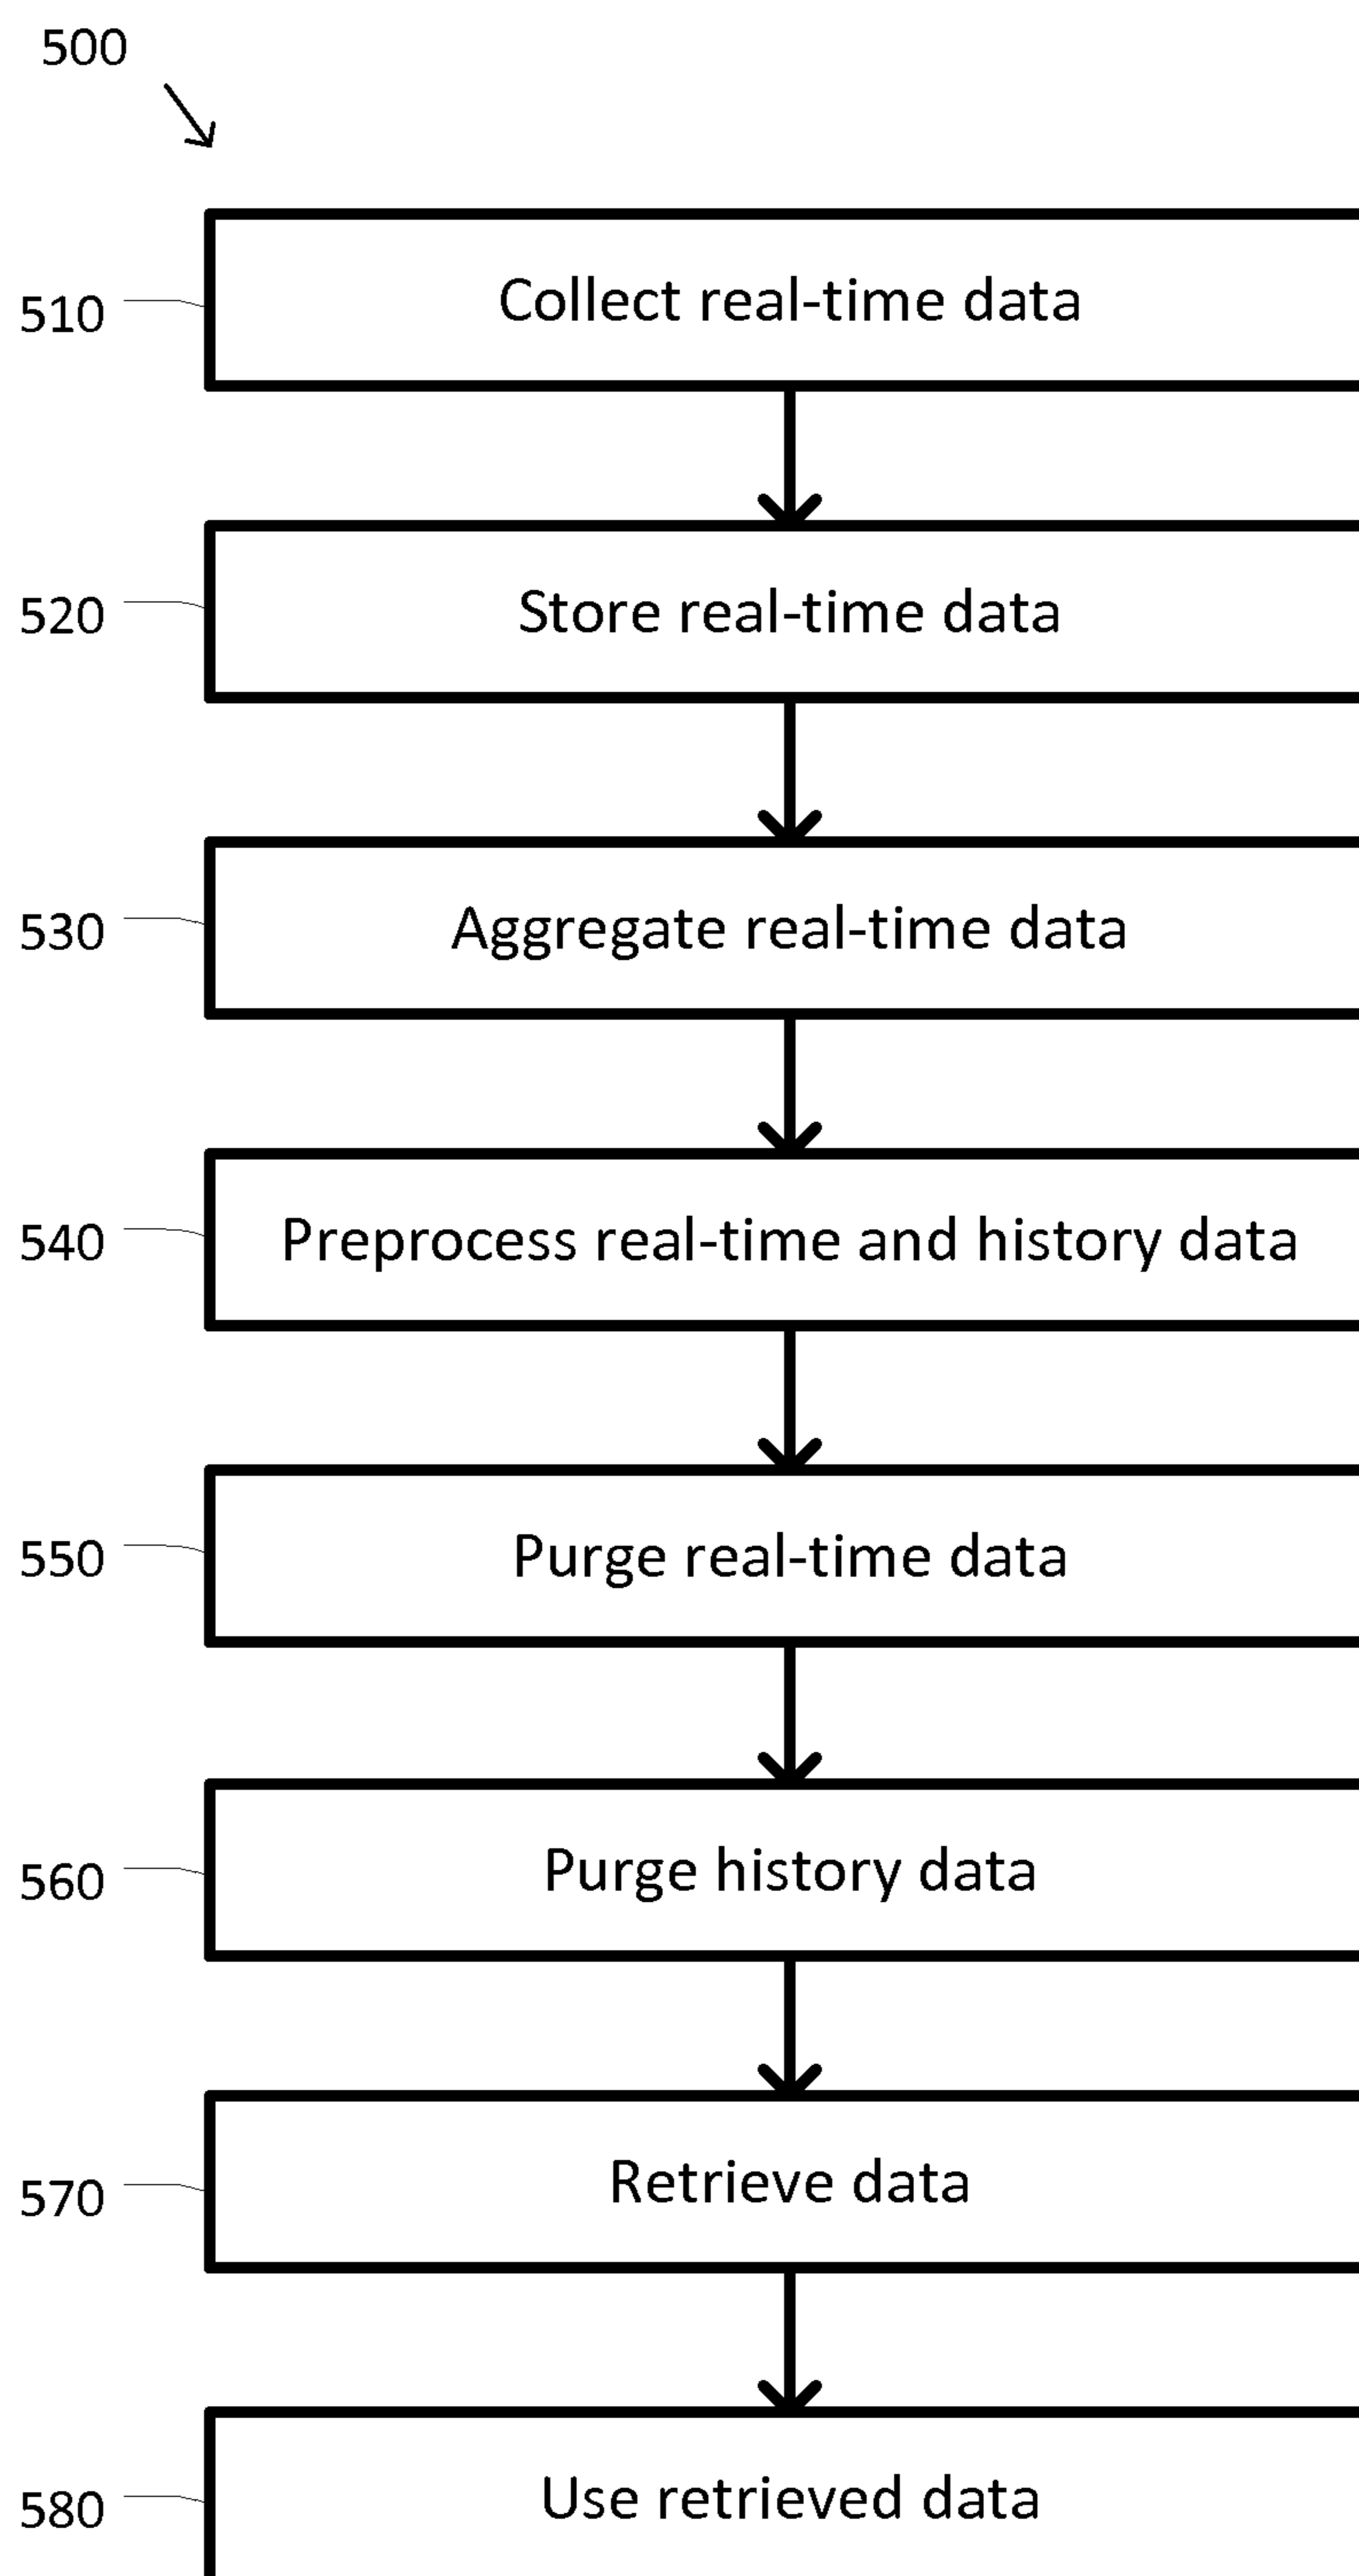 500
510 Collect real-time data
520 Store real-time data
530 Aggregate real-time data
540 Preprocess real-time and history data
550 Purge real-time data
560 Purge history data
570 Retrieve data
580 Use retrieved data